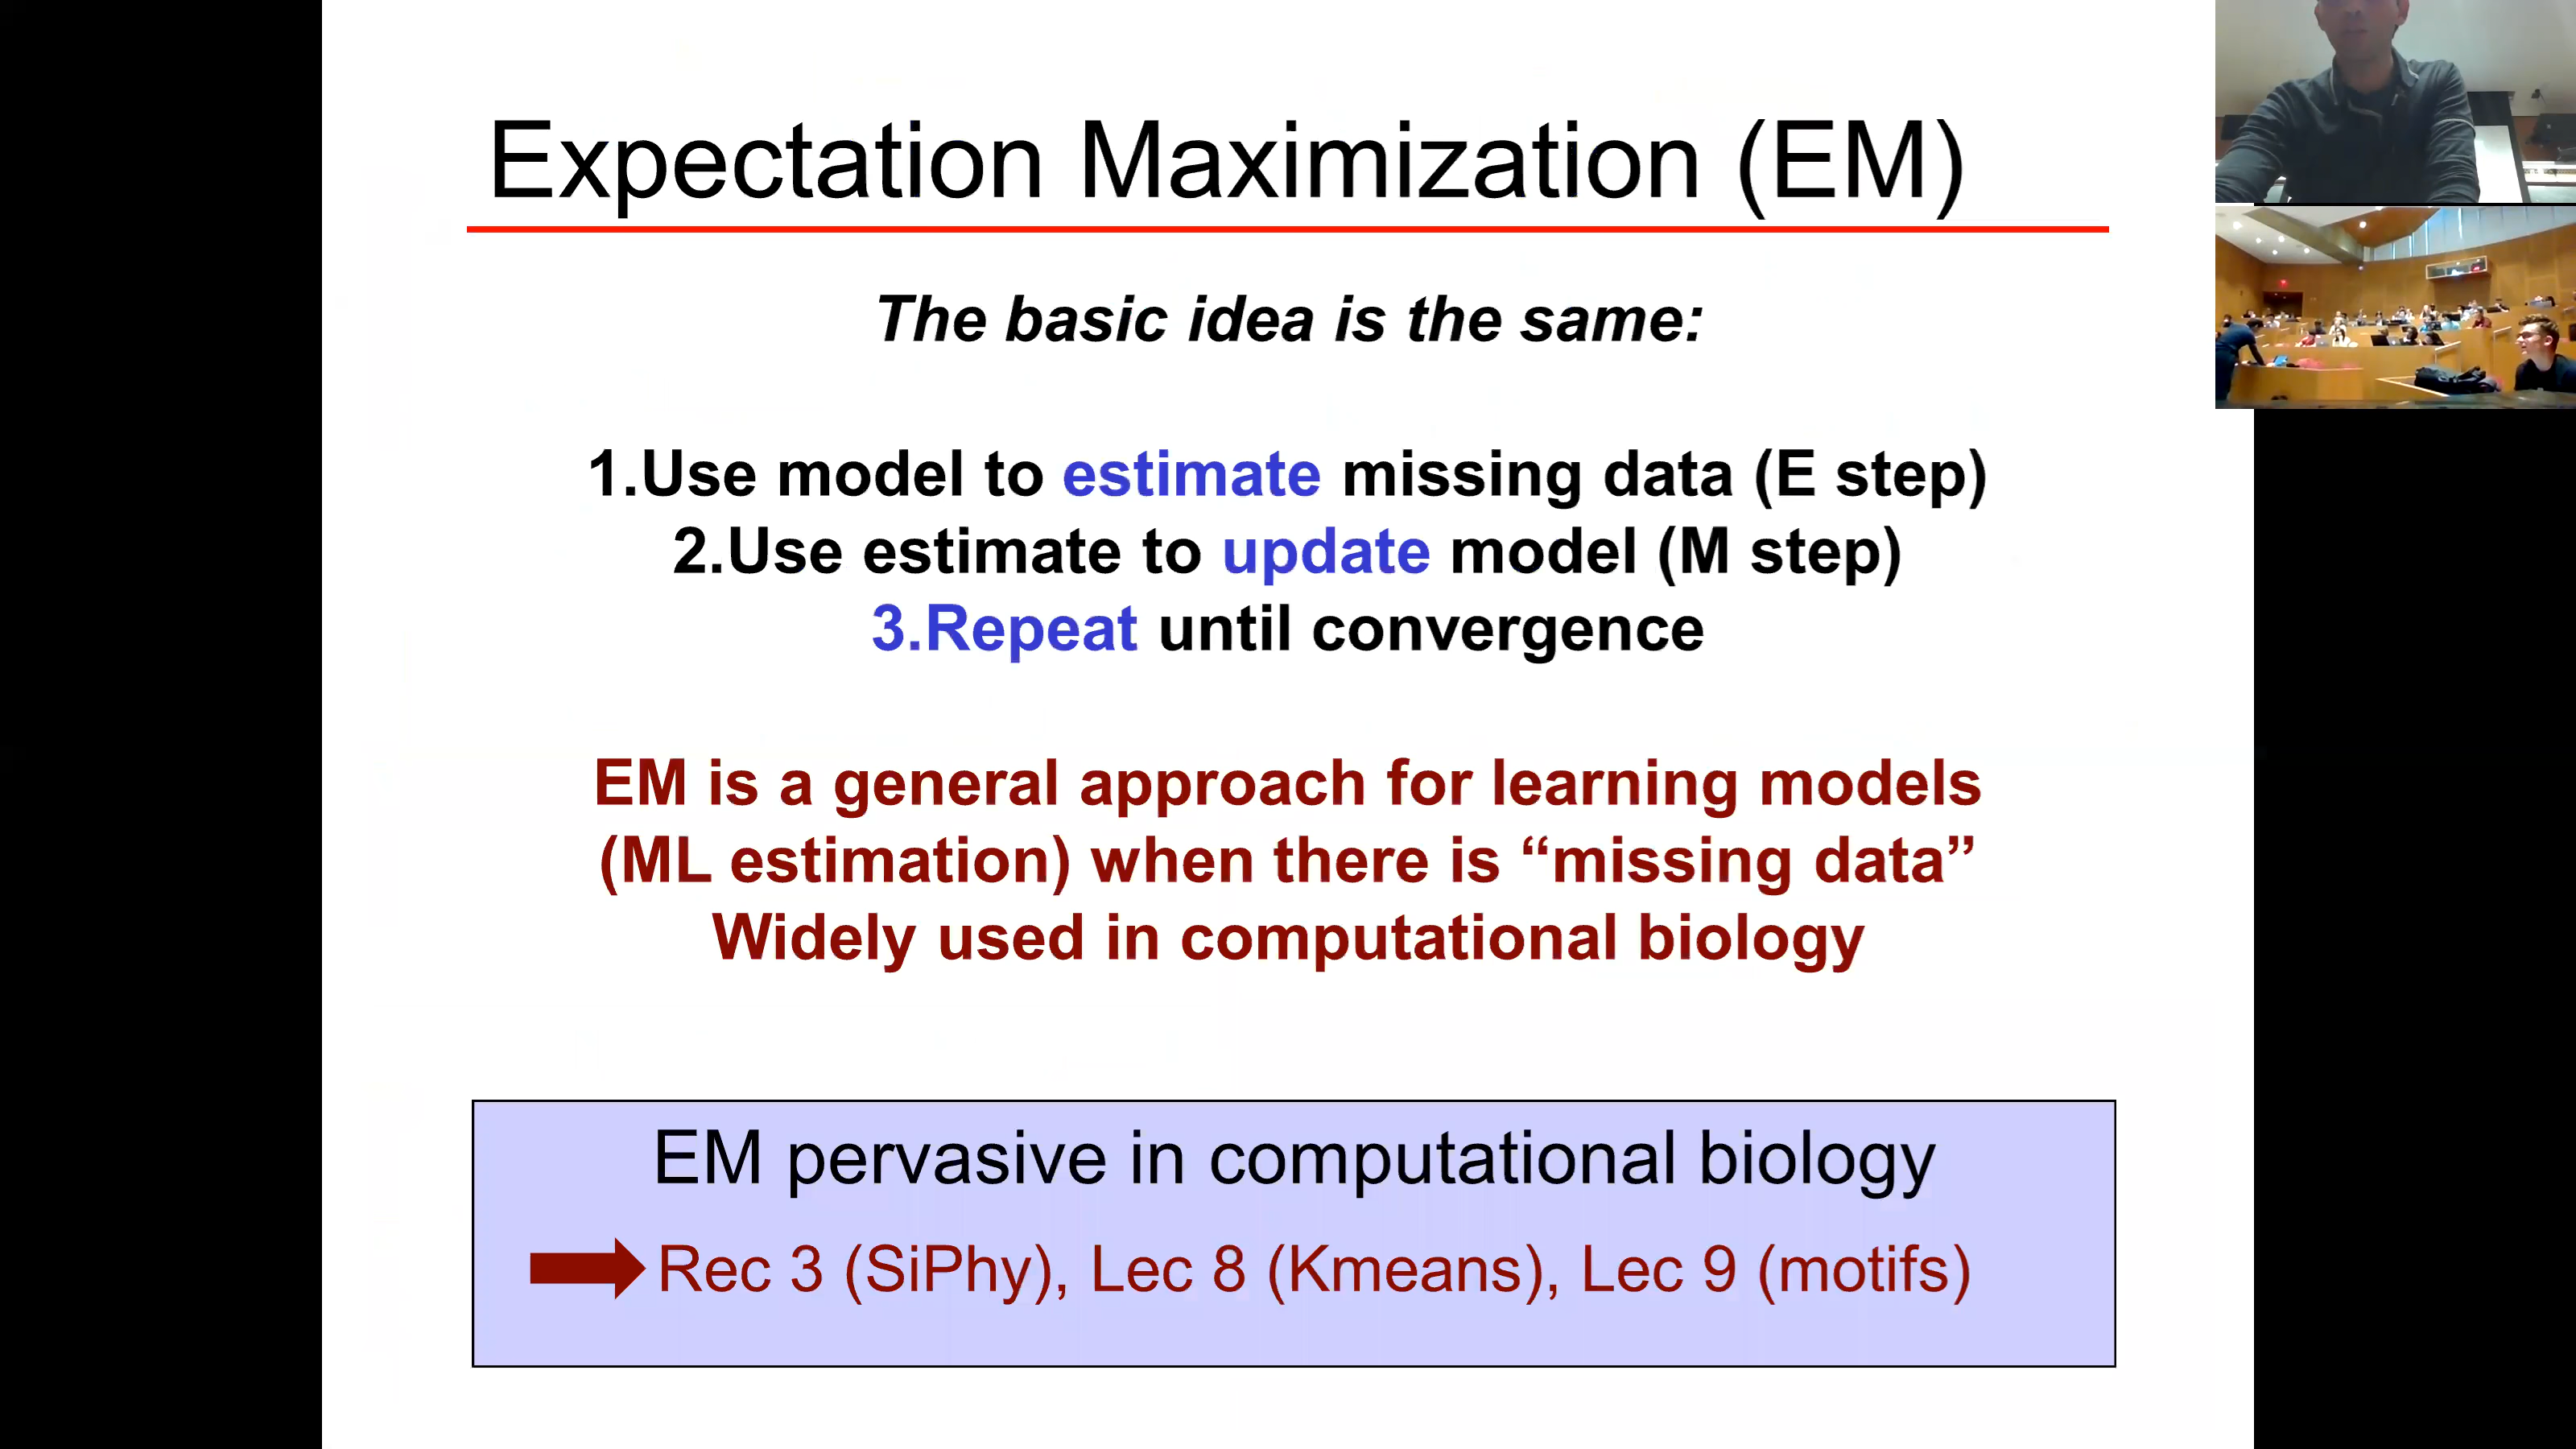 Expectation Maximization (EM)
The basic idea is the same:
1.Use model to estimate missing data (E step)
2.Use estimate to update model (M step)
3.Repeat until convergence
EM is a general approach for learning models
(ML estimation) when there is “missing data”
Widely used in computational biology
EM pervasive in computational biology
Rec 3 (SiPhy), Lec 8 (Kmeans), Lec 9 (motifs)